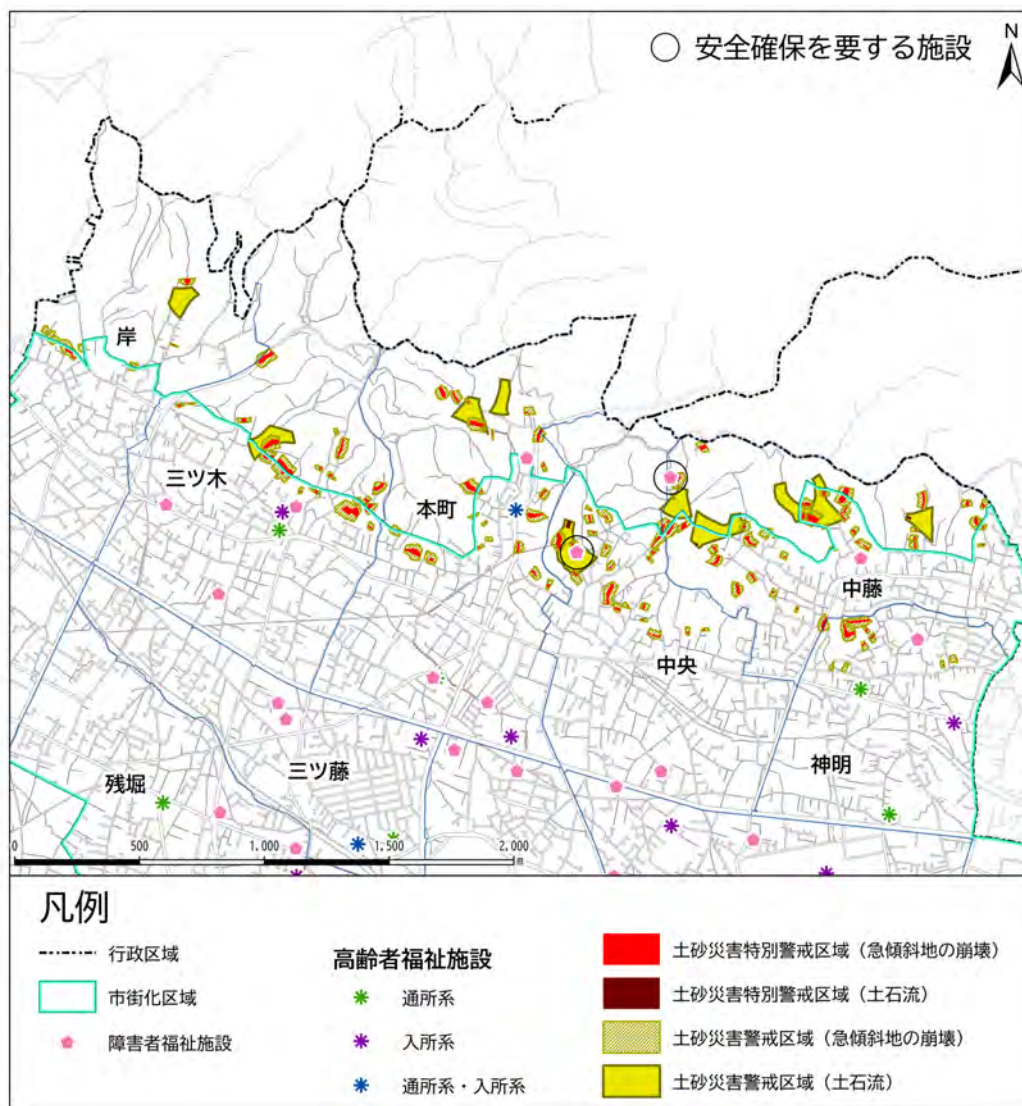 ○ 安全確保を要する施設
N
岸
三ツ木
本町
中藤
中央
神明
三ツ藤
残堀
0 500 1,000 1,500 2,000
m
凡例
行政区域
市街化区域
障害者福祉施設
高齢者福祉施設
通所系
入所系
通所系・入所系
土砂災害特別警戒区域（急傾斜地の崩壊）
土砂災害特別警戒区域（土石流）
土砂災害警戒区域（急傾斜地の崩壊）
土砂災害警戒区域（土石流）